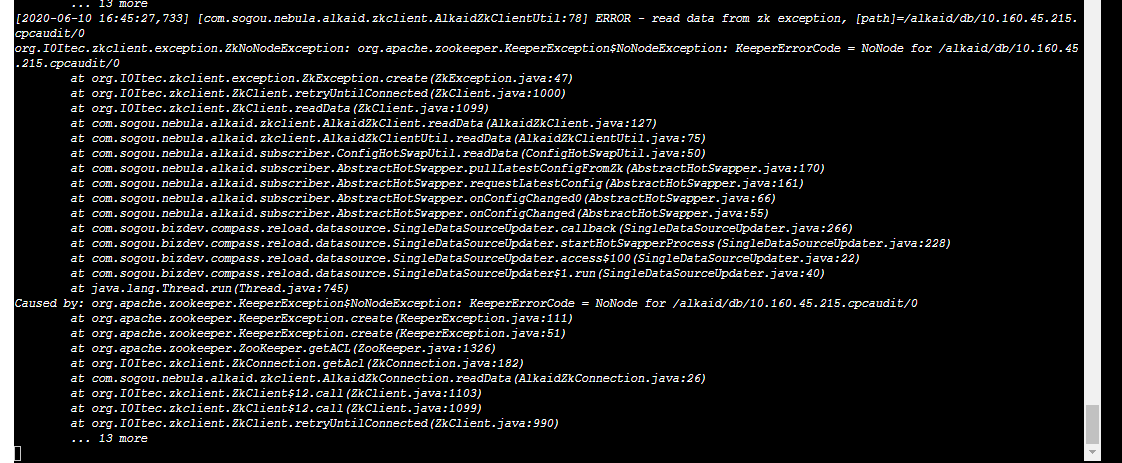 ... 13 more
[2020-06-10 16:45:27,733] [com.sogou.nebula.alkaid.zkclient.AlkaidZkClientUtil:78] ERROR - read data from zk exception, [path]=/alkaid/db/10.160.45.215.
cpcaudit/0
org.I0Itec.zkclient.exception.ZkNoNodeException: org.apache.zookeeper.KeeperException$NoNodeException: KeeperErrorCode = NoNode for /alkaid/db/10.160.45
.215.cpcaudit/0
at org.I0Itec.zkclient.exception.ZkException.create(ZkException.java:47)
at org.I0Itec.zkclient.ZkClient.retryUntilConnected(ZkClient.java:1000)
at org.I0Itec.zkclient.ZkClient.readData(ZkClient.java:1099)
at com.sogou.nebula.alkaid.zkclient.AlkaidZkClient.readData(AlkaidZkClient.java:127)
at com.sogou.nebula.alkaid.zkclient.AlkaidZkClientUtil.readData(AlkaidZkClientUtil.java:75)
at com.sogou.nebula.alkaid.subscriber.ConfigHotSwapUtil.readData(ConfigHotSwapUtil.java:50)
at com.sogou.nebula.alkaid.subscriber.AbstractHotSwapper.pullLatestConfigFromZk(AbstractHotSwapper.java:170)
at com.sogou.nebula.alkaid.subscriber.AbstractHotSwapper.requestLatestConfig(AbstractHotSwapper.java:161)
at com.sogou.nebula.alkaid.subscriber.AbstractHotSwapper.onConfigChanged0(AbstractHotSwapper.java:66)
at com.sogou.nebula.alkaid.subscriber.AbstractHotSwapper.onConfigChanged(AbstractHotSwapper.java:55)
at com.sogou.bizdev.compass.reload.datasource.SingleDataSourceUpdater.callback(SingleDataSourceUpdater.java:266)
at com.sogou.bizdev.compass.reload.datasource.SingleDataSourceUpdater.startHotSwapperProcess(SingleDataSourceUpdater.java:228)
at com.sogou.bizdev.compass.reload.datasource.SingleDataSourceUpdater.access$100(SingleDataSourceUpdater.java:22)
at com.sogou.bizdev.compass.reload.datasource.SingleDataSourceUpdater$1.run(SingleDataSourceUpdater.java:40)
at java.lang.Thread.run(Thread.java:745)
Caused by: org.apache.zookeeper.KeeperException$NoNodeException: KeeperErrorCode = NoNode for /alkaid/db/10.160.45.215.cpcaudit/0
at org.apache.zookeeper.KeeperException.create(KeeperException.java:111)
at org.apache.zookeeper.KeeperException.create(KeeperException.java:51)
at org.apache.zookeeper.ZooKeeper.getACL(ZooKeeper.java:1326)
at org.I0Itec.zkclient.ZkConnection.getAcl(ZkConnection.java:182)
at com.sogou.nebula.alkaid.zkclient.AlkaidZkConnection.readData(AlkaidZkConnection.java:26)
at org.I0Itec.zkclient.ZkClient$12.call(ZkClient.java:1103)
at org.I0Itec.zkclient.ZkClient$12.call(ZkClient.java:1099)
at org.I0Itec.zkclient.ZkClient.retryUntilConnected(ZkClient.java:990)
... 13 more